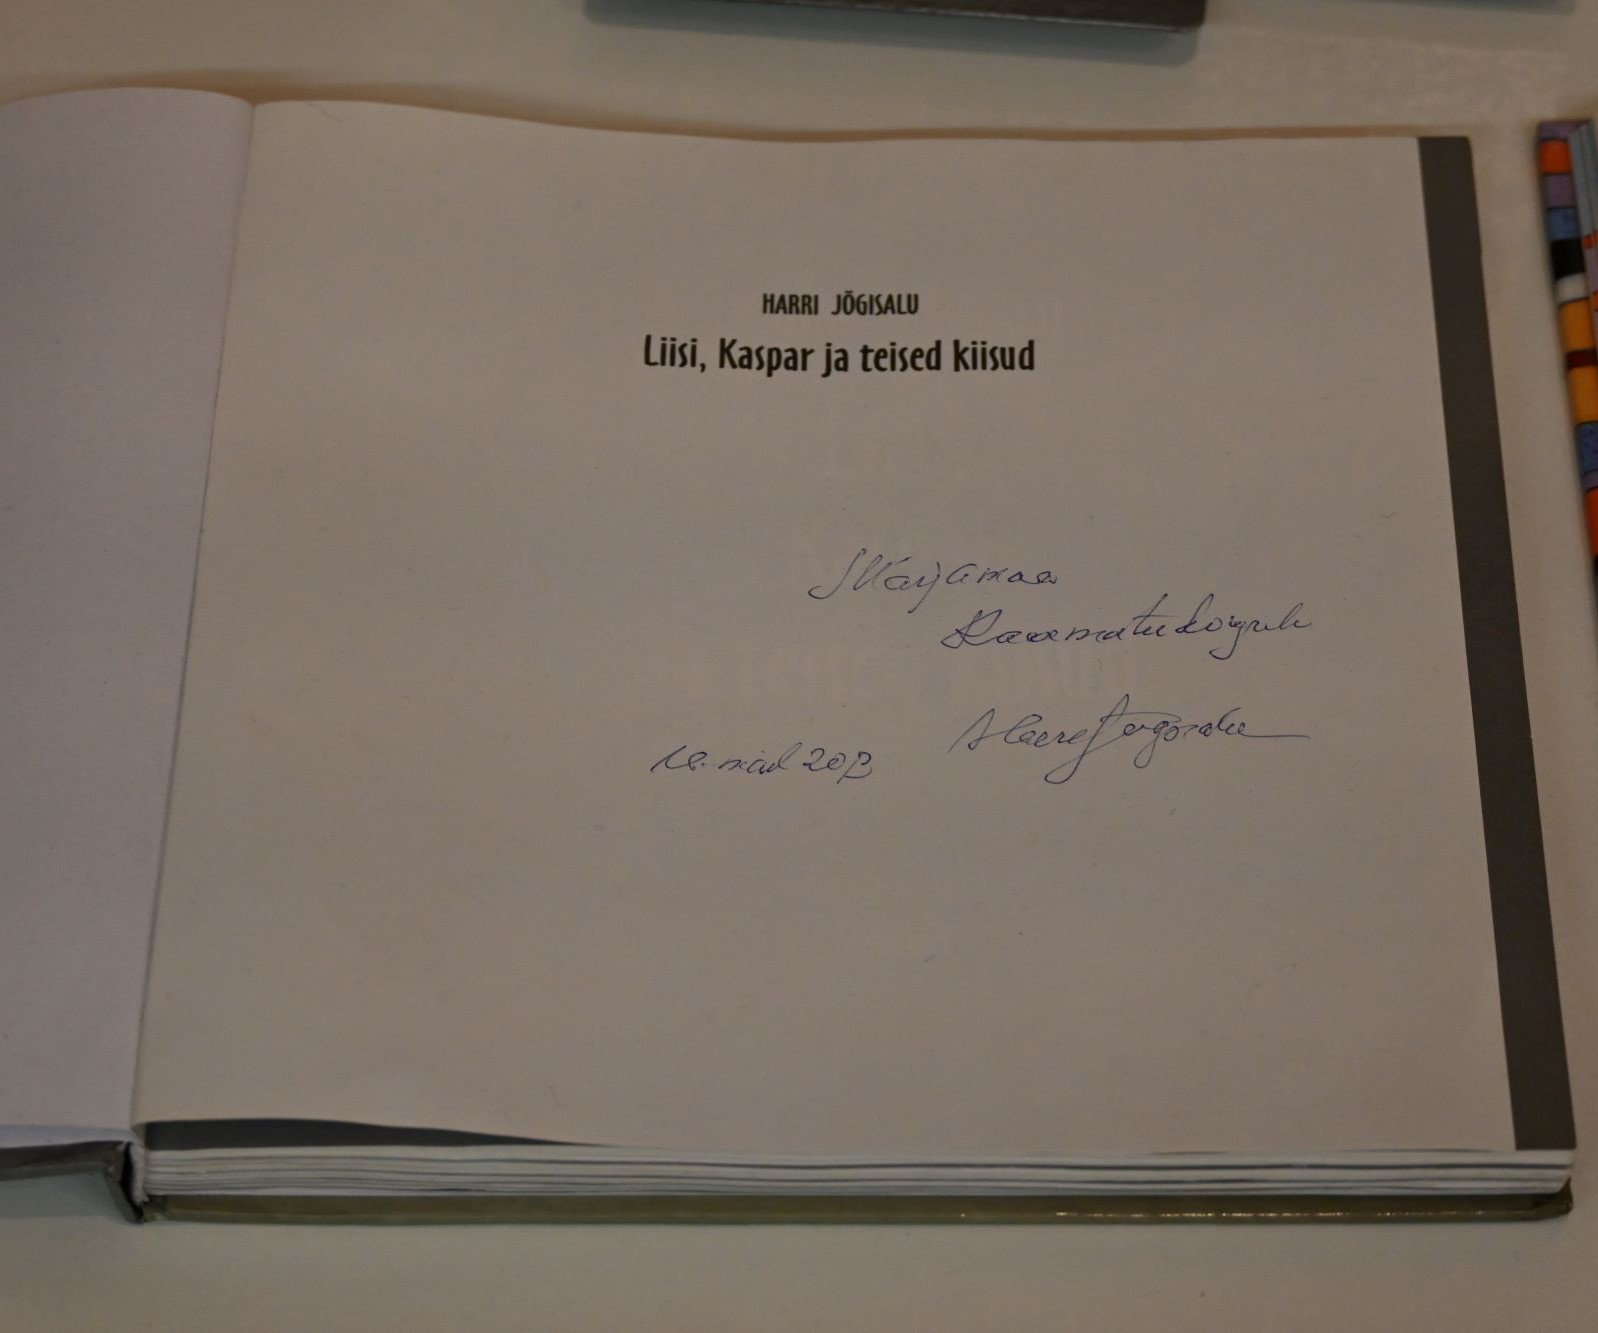 HARRI JÕGISALU
Liisi, Kaspar ja teised kiisud
Märjamaa
Raamatukogule